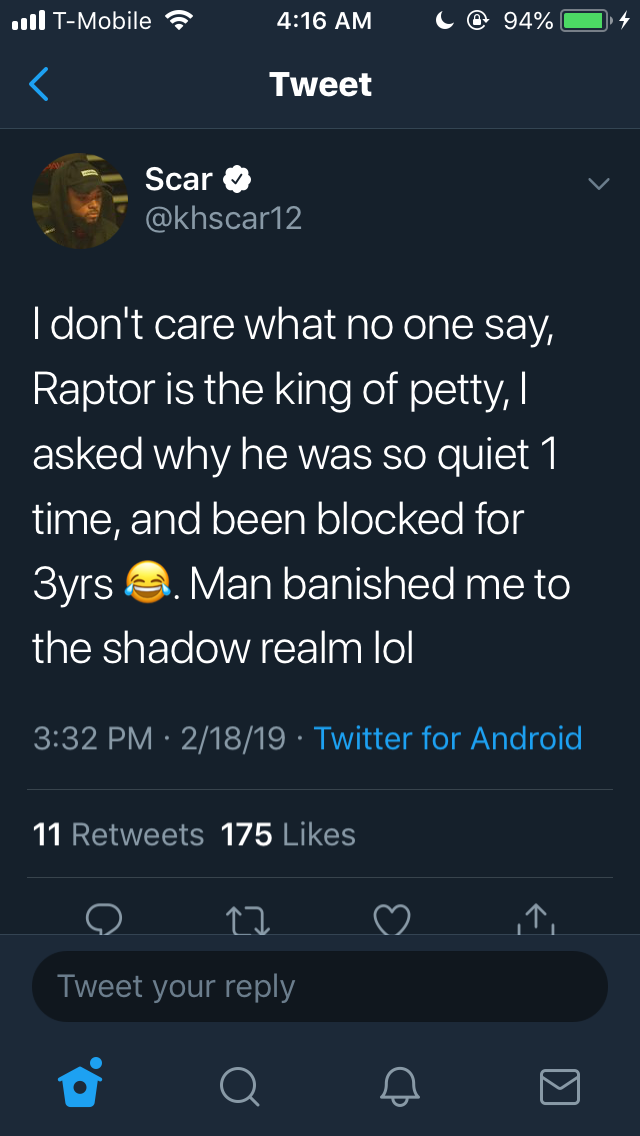 T-Mobile 4:16 AM 94%
Tweet
Scar
@khscar12
I don't care what no one say,
Raptor is the king of petty, I
asked why he was so quiet 1
time, and been blocked for
3yrs 😂. Man banished me to
the shadow realm lol
3:32 PM · 2/18/19 · Twitter for Android
11 Retweets 175 Likes
Tweet your reply